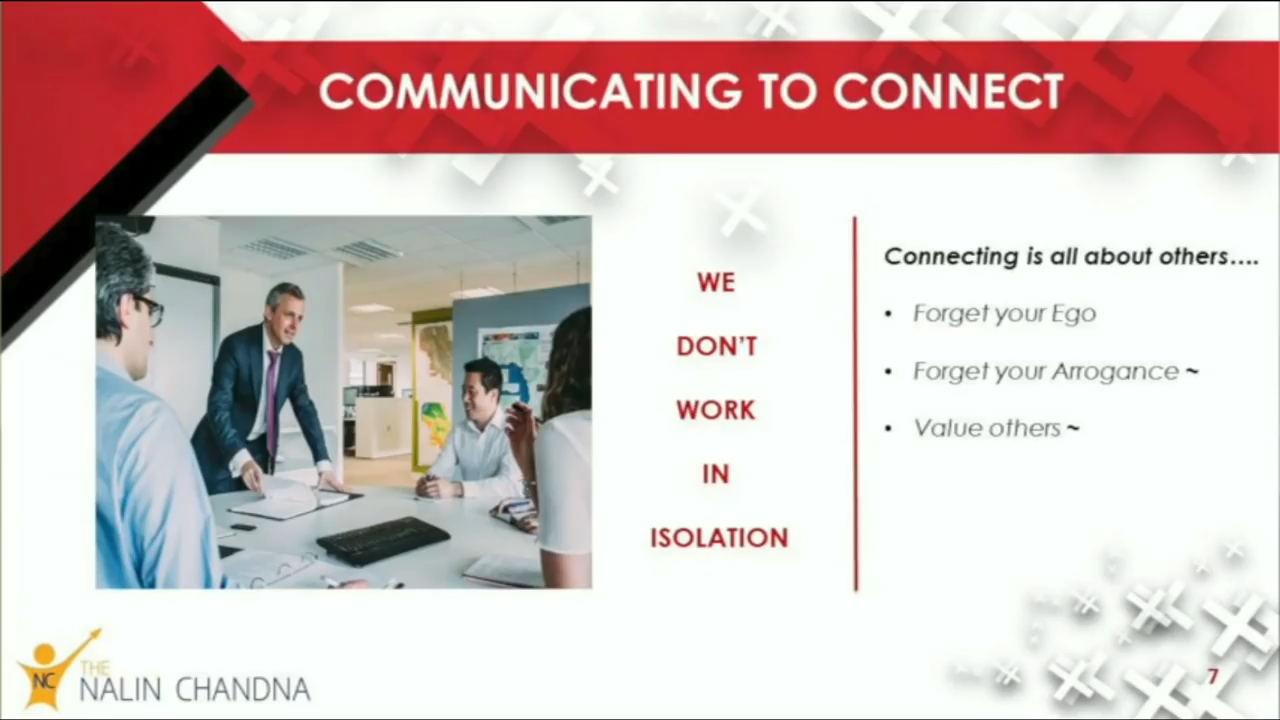 COMMUNICATING TO CONNECT
WE
DON'T
WORK
IN
ISOLATION
Connecting is all about others....
• Forget your Ego
• Forget your Arrogance ~
• Value others ~
NC
THE
NALIN CHANDNA
7